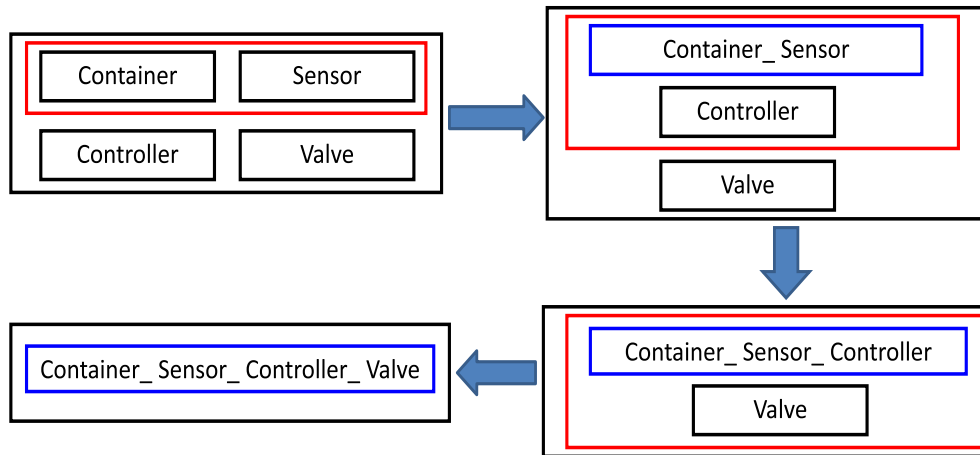 Container Sensor
Controller Valve
Container_ Sensor
Controller
Valve
Container_ Sensor_ Controller
Valve
Container_ Sensor_ Controller_ Valve